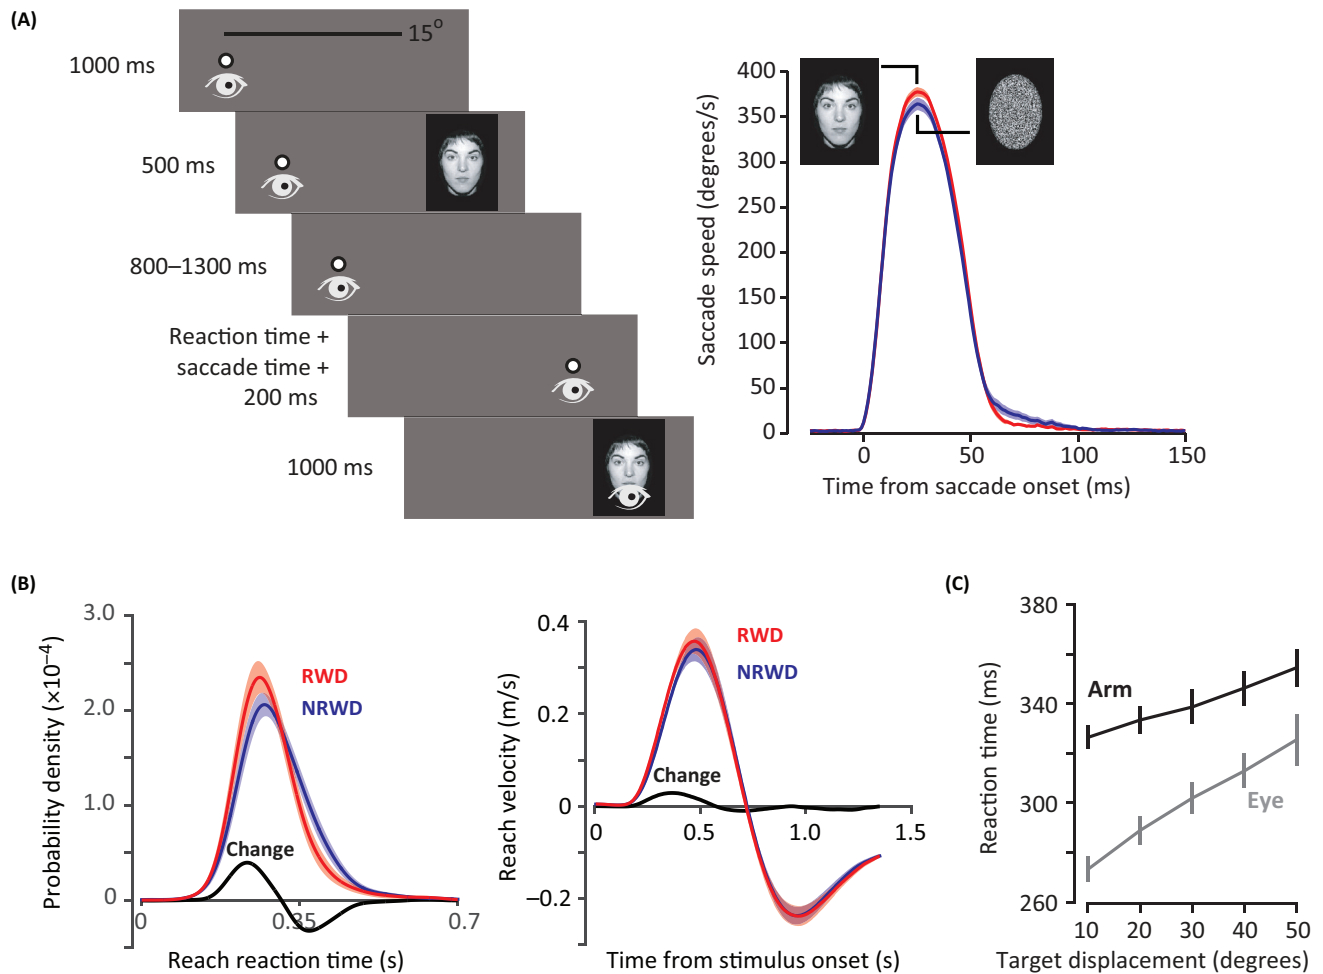 (A)
15o
1000 ms
500 ms
800–1300 ms
Reaction time +
saccade time +
200 ms
1000 ms
Saccade speed (degrees/s)
400
350
300
250
200
150
100
50
0
0 50 100 150
Time from saccade onset (ms)
(B)
Probability density (×10–4)
3.0
2.0
1.0
0
RWD
NRWD
Change
0 0.35 0.7
Reach reaction time (s)
Reach velocity (m/s)
0.4
0.2
0
–0.2
RWD
NRWD
Change
0 0.5 1.0 1.5
Time from stimulus onset (s)
(C)
Reaction time (ms)
380
340
300
260
Arm
Eye
10 20 30 40 50
Target displacement (degrees)